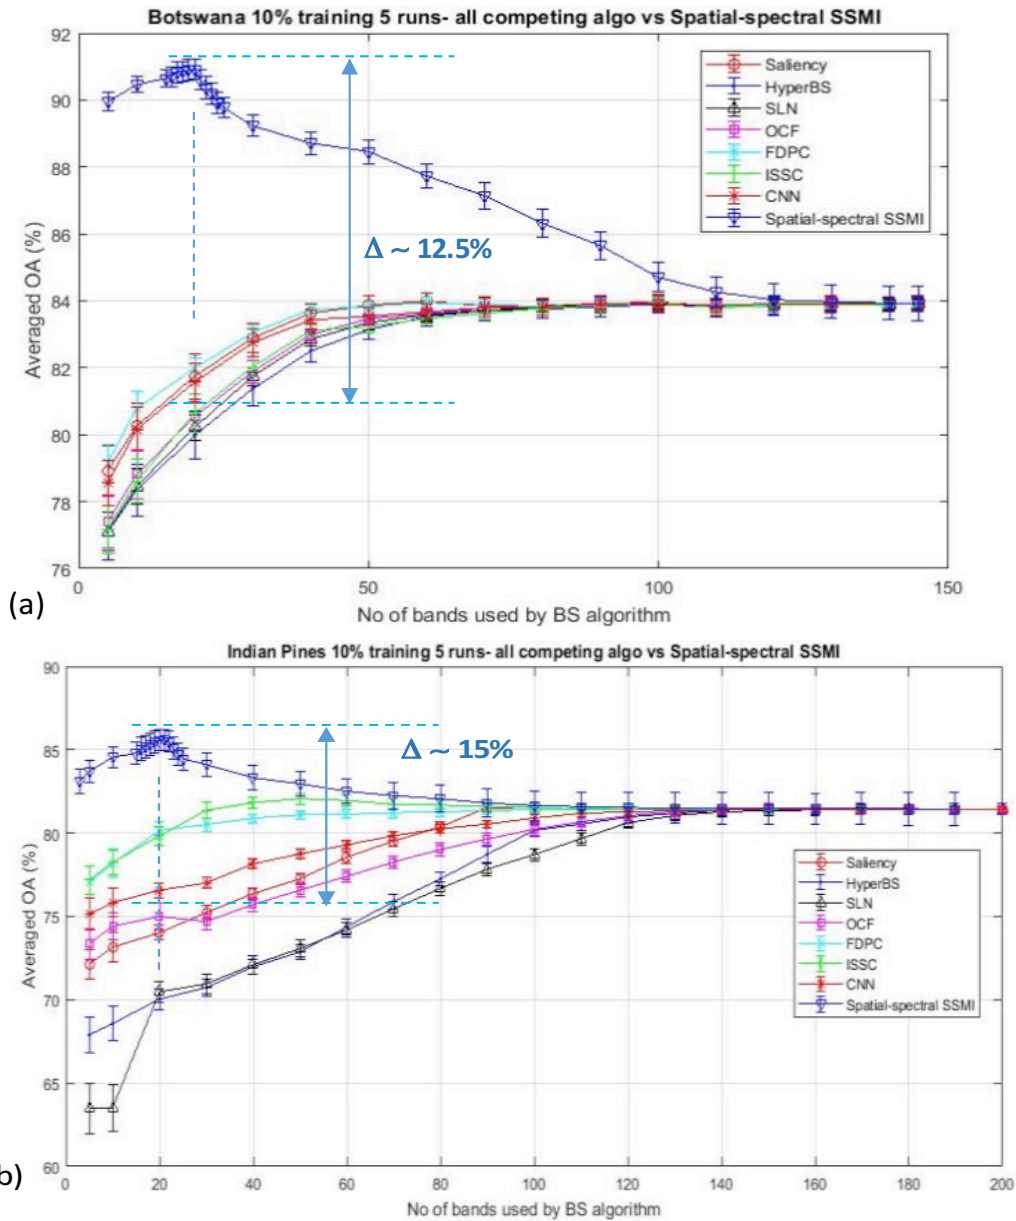 Botswana 10% training 5 runs- all competing algo vs Spatial-spectral SSMI
92
90
88
86
84
82
80
78
76
Averaged OA (%)
Δ ~ 12.5%
Saliency
HyperBS
SLN
OCF
FDPC
ISSC
CNN
Spatial-spectral SSMI
0
50
100
150
No of bands used by BS algorithm
(a)
Indian Pines 10% training 5 runs- all competing algo vs Spatial-spectral SSMI
90
85
80
75
70
65
60
Averaged OA (%)
Δ ~ 15%
Saliency
HyperBS
SLN
OCF
FDPC
ISSC
CNN
Spatial-spectral SSMI
0
20
40
60
80
100
120
140
160
180
200
No of bands used by BS algorithm
b)